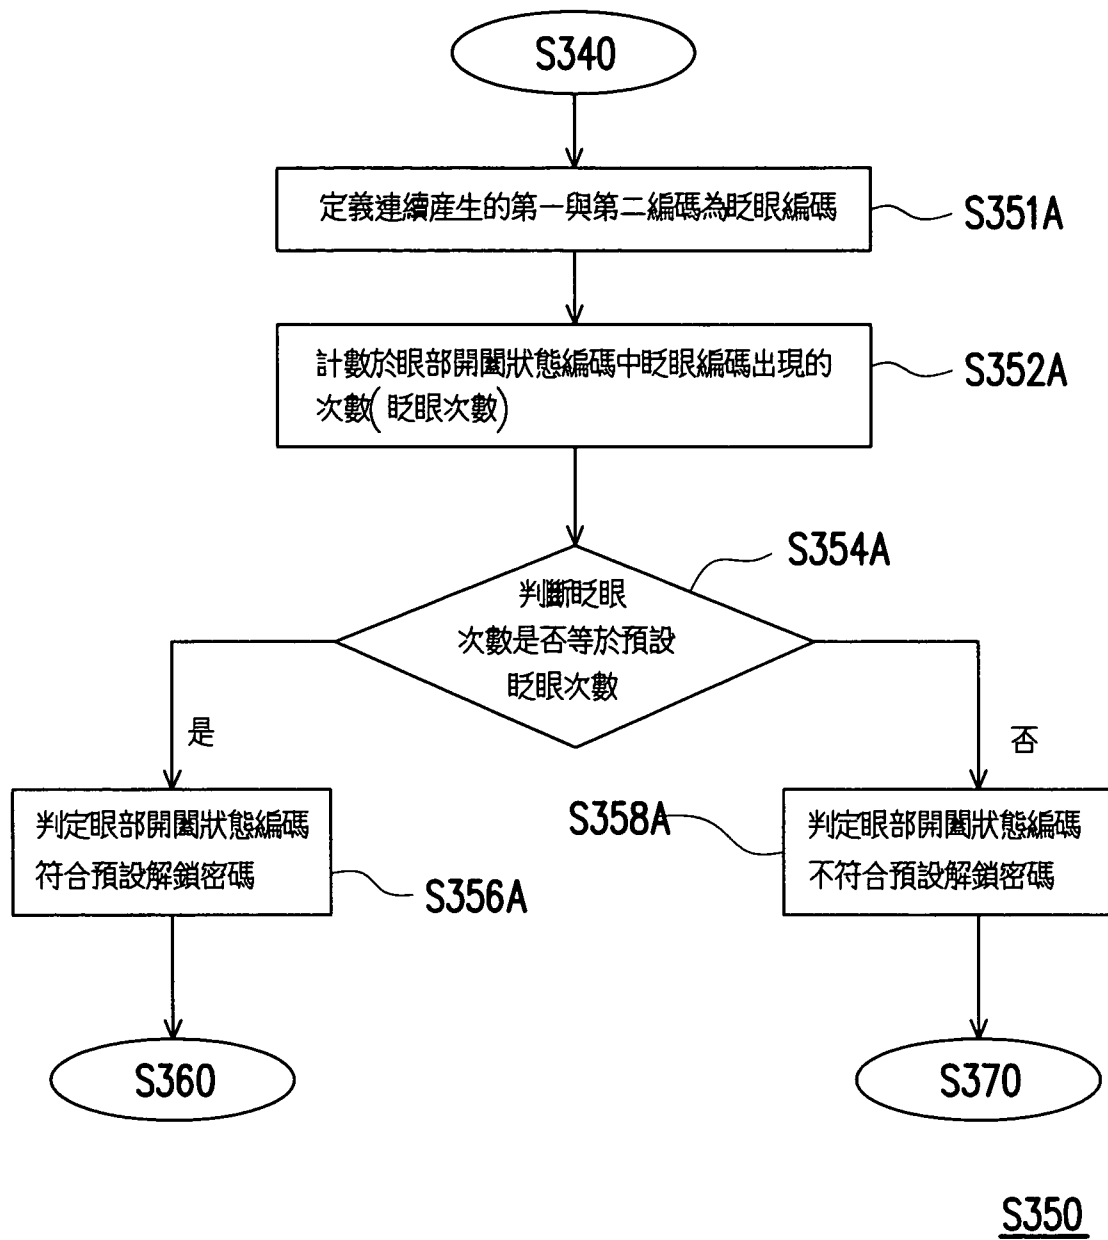 S340
定義連續產生的第一與第二編碼為眨眼編碼
S351A
計數於眼部開闔狀態編碼中眨眼編碼出現的
次數(眨眼次數)
S352A
S354A
判斷眨眼
次數是否等於預設
眨眼次數
是
否
判定眼部開闔狀態編碼
符合預設解鎖密碼
S356A
S358A
判定眼部開闔狀態編碼
不符合預設解鎖密碼
S360
S370
S350